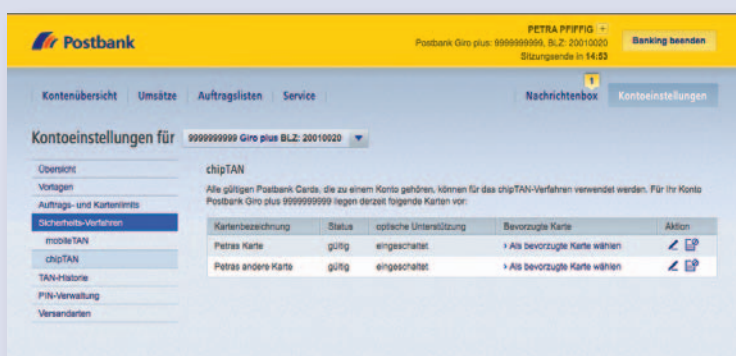 PETRA PFIFFIG +
Postbank
Postbank Giro plus: 9999999999, BLZ: 20010020
Banking beenden
Sitzungsende in 14:53
1
Kontenübersicht Umsätze Auftragslisten Service Nachrichtenbox Kontoeinstellungen
Kontoeinstellungen für 9999999999 Giro plus BLZ: 20010020
Übersicht
Vorlagen
Auftrags- und Kartenlimits
Sicherheits-Verfahren
mobileTAN
chipTAN
TAN-Historie
PIN-Verwaltung
Versandarten
chipTAN
Alle gültigen Postbank Cards, die zu einem Konto gehören, können für das chipTAN-Verfahren verwendet werden. Für Ihr Konto
Postbank Giro plus 9999999999 liegen derzeit folgende Karten vor:
Kartenbezeichnung Status optische Unterstützung Bevorzugte Karte Aktion
Petras Karte gültig eingeschaltet › Als bevorzugte Karte wählen
Petras andere Karte gültig eingeschaltet › Als bevorzugte Karte wählen